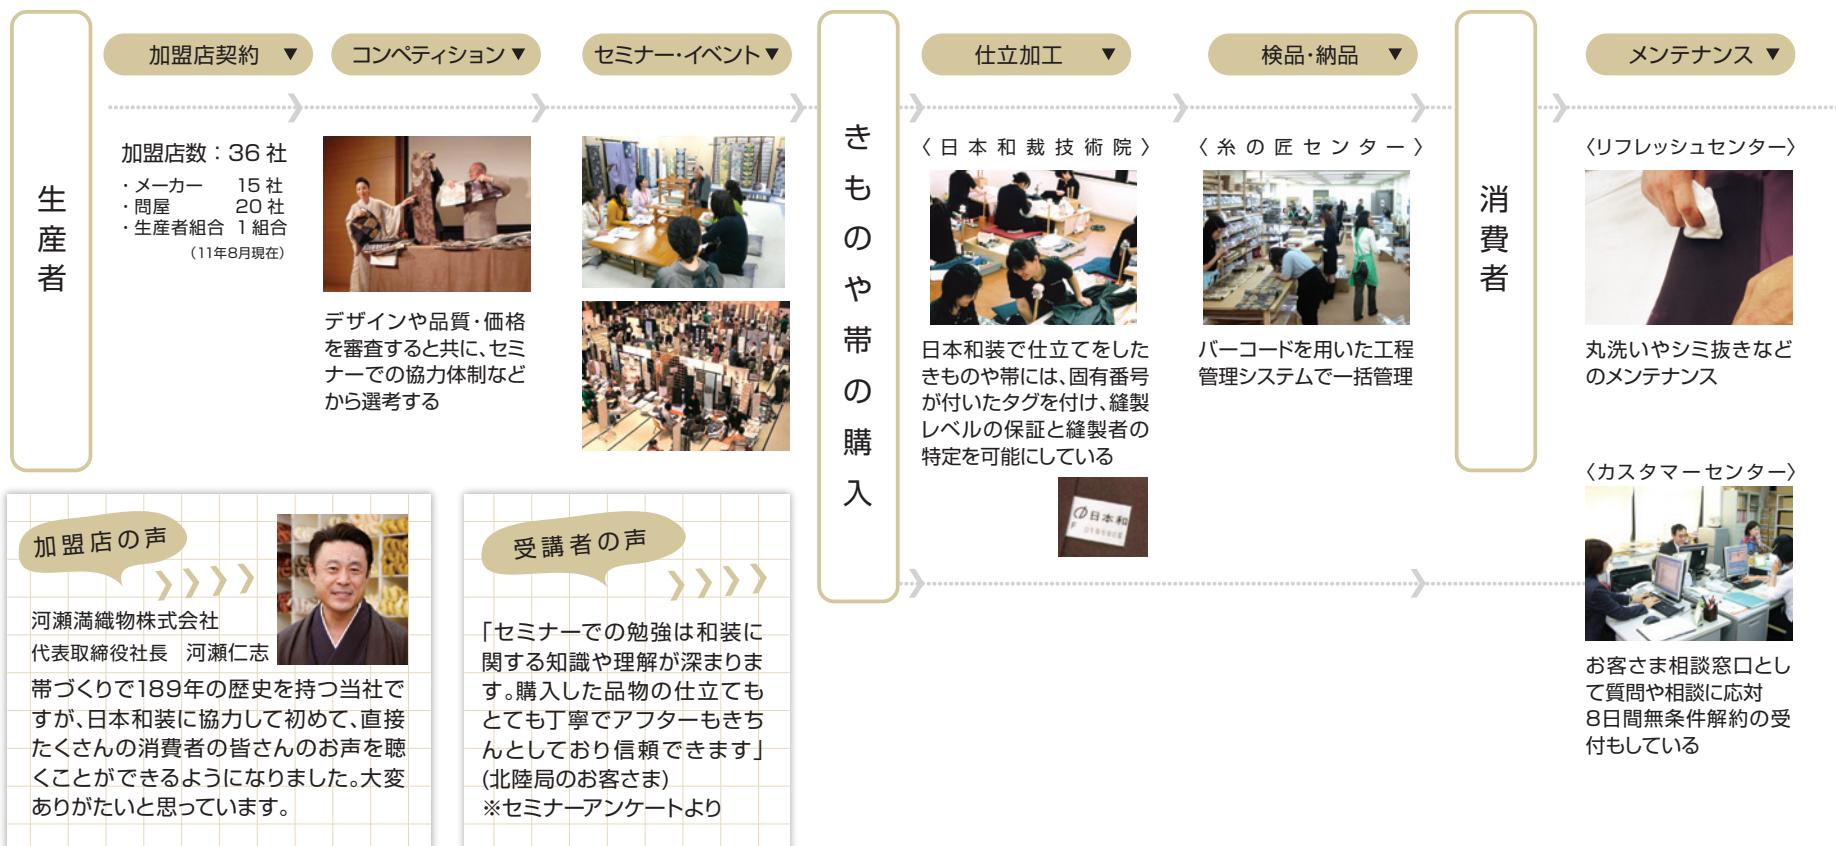 生産者
加盟店契約 ▼
コンペティション ▼
セミナー・イベント ▼
加盟店数：36社
・メーカー 15社
・問屋 20社
・生産者組合 1組合
（11年8月現在）
デザインや品質・価格
を審査すると共に、セミ
ナーでの協力体制など
から選考する
きものや帯の購入
仕立加工 ▼
検品・納品 ▼
〈日本和裁技術院〉
日本和装で仕立てをした
きものや帯には、固有番号
が付いたタグを付け、縫製
レベルの保証と縫製者の
特定を可能にしている
日本和
〈糸の匠センター〉
バーコードを用いた工程
管理システムで一括管理
消費者
メンテナンス ▼
〈リフレッシュセンター〉
丸洗いやシミ抜きなど
のメンテナンス
〈カスタマーセンター〉
お客さま相談窓口とし
て質問や相談に応対
8日間無条件解約の受
付もしている
加盟店の声
河瀬満織物株式会社
代表取締役社長 河瀬仁志
帯づくりで189年の歴史を持つ当社で
すが、日本和装に協力して初めて、直接
たくさんの消費者の皆さんのお声を聴
くことができるようになりました。大変
ありがたいと思っています。
受講者の声
「セミナーでの勉強は和装に
関する知識や理解が深まりま
す。購入した品物の仕立ても
とても丁寧でアフターもきち
んとしており信頼できます」
(北陸局のお客さま)
※セミナーアンケートより